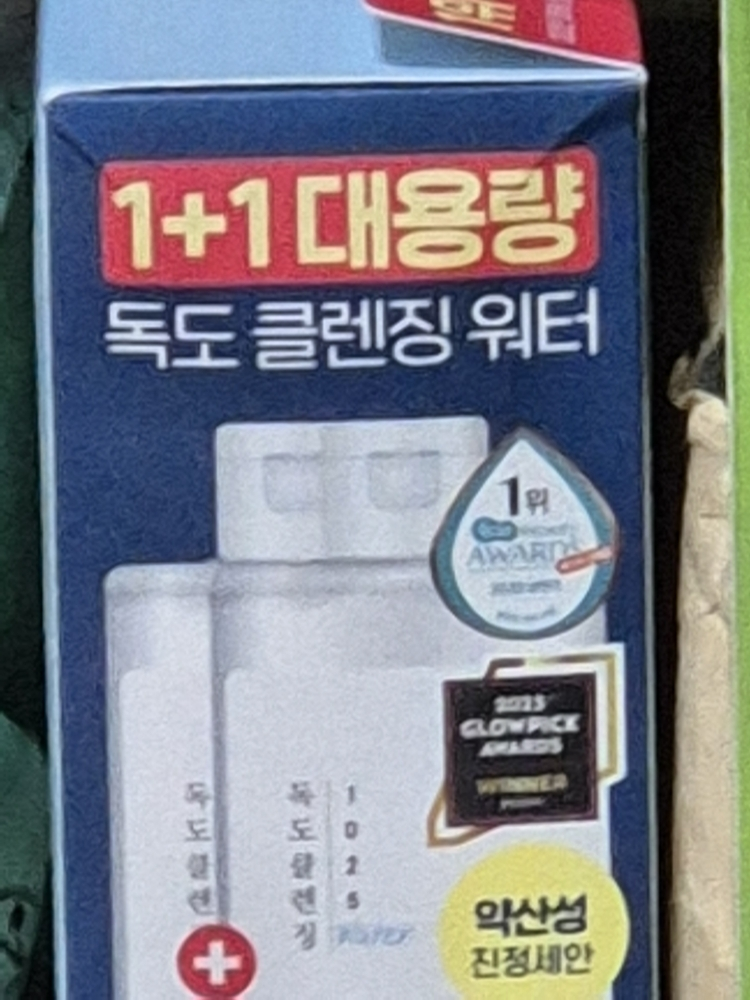 1+1 대용량
독도 클렌징 워터
1위
AWARDS
2023
GLOWPICK
AWARDS
WINNER
독도클렌
독도클렌징
1025
약산성
진정세안